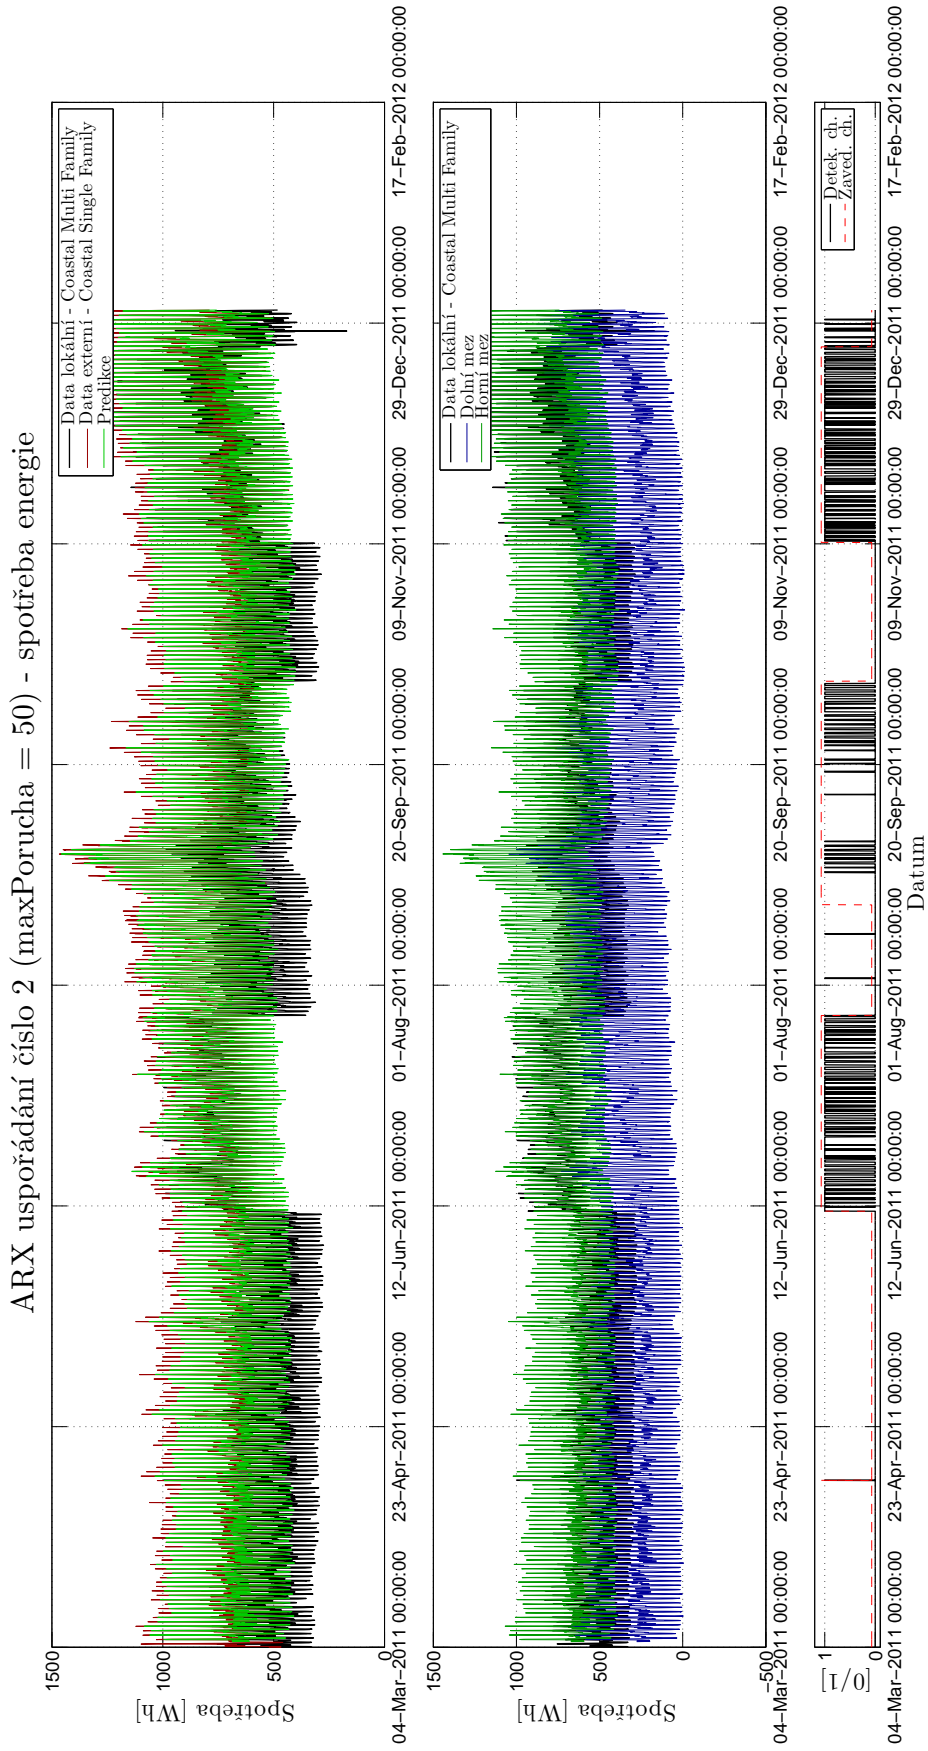 ARX uspořádání číslo 2 (maxPorucha = 50) - spotřeba energie
1500
1000
500
0
Spotřeba [Wh]
Data lokální - Coastal Multi Family
Data externí - Coastal Single Family
Predikce
04-Mar-2011 00:00:00
23-Apr-2011 00:00:00
12-Jun-2011 00:00:00
01-Aug-2011 00:00:00
20-Sep-2011 00:00:00
09-Nov-2011 00:00:00
29-Dec-2011 00:00:00
17-Feb-2012 00:00:00
1500
1000
500
0
-500
Spotřeba [Wh]
Data lokální - Coastal Multi Family
Dolní mez
Horní mez
04-Mar-2011 00:00:00
23-Apr-2011 00:00:00
12-Jun-2011 00:00:00
01-Aug-2011 00:00:00
20-Sep-2011 00:00:00
09-Nov-2011 00:00:00
29-Dec-2011 00:00:00
17-Feb-2012 00:00:00
1
0
[0/1]
Detek. ch.
Zaved. ch.
04-Mar-2011 00:00:00
23-Apr-2011 00:00:00
12-Jun-2011 00:00:00
01-Aug-2011 00:00:00
20-Sep-2011 00:00:00
09-Nov-2011 00:00:00
29-Dec-2011 00:00:00
17-Feb-2012 00:00:00
Datum